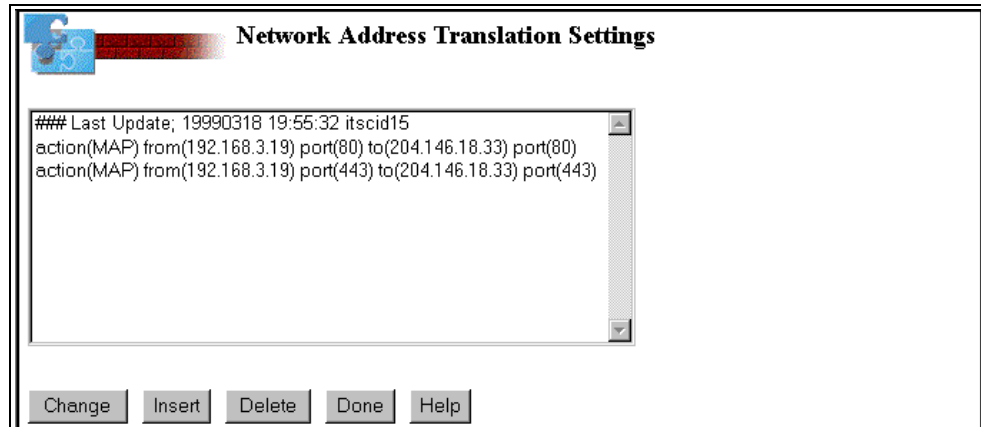 Network Address Translation Settings
### Last Update; 19990318 19:55:32 itscid15
action(MAP) from(192.168.3.19) port(80) to(204.146.18.33) port(80)
action(MAP) from(192.168.3.19) port(443) to(204.146.18.33) port(443)
Change Insert Delete Done Help